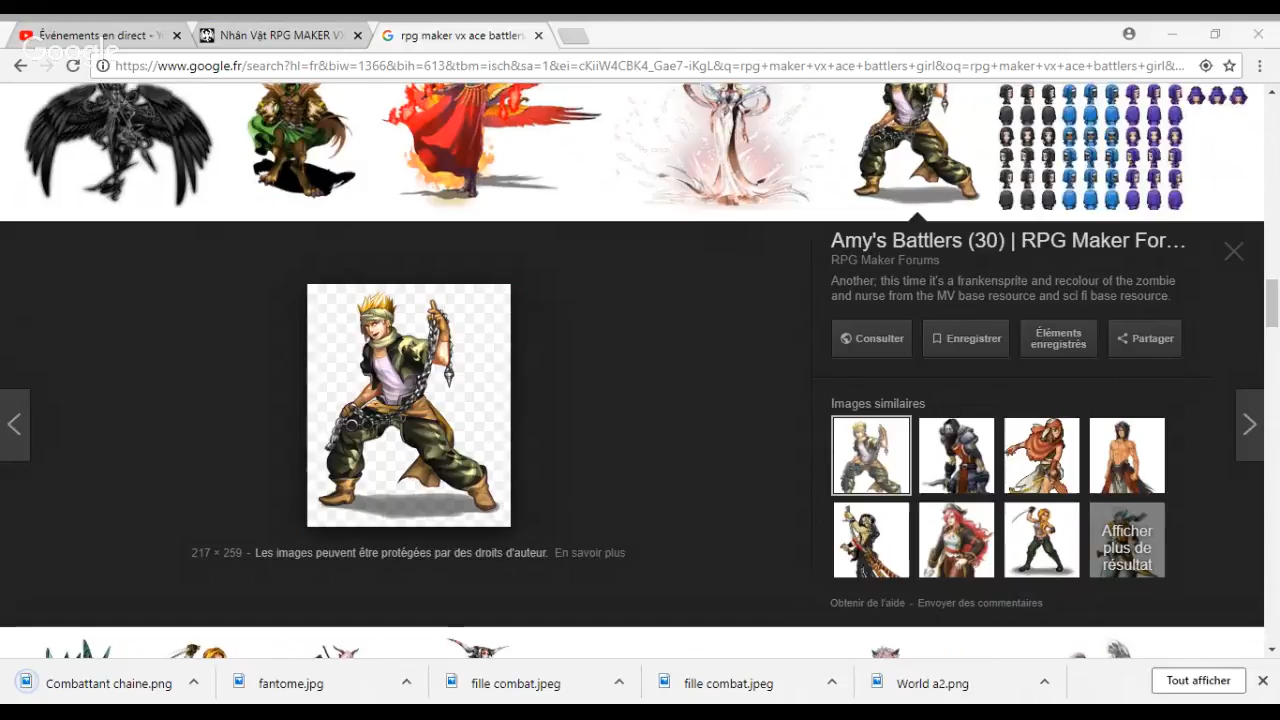 Événements en direct - Y
Nhân Vật RPG MAKER VX
rpg maker vx ace battlers
Google
https://www.google.fr/search?hl=fr&biw=1366&bih=613&tbm=isch&sa=1&ei=cKiiW4CBK4_Gae7-iKgL&q=rpg+maker+vx+ace+battlers+girl&oq=rpg+maker+vx+ace+battlers+girl&...
Amy's Battlers (30) | RPG Maker For...
RPG Maker Forums
Another; this time it's a frankensprite and recolour of the zombie
and nurse from the MV base resource and sci fi base resource.
Consulter
Enregistrer
Éléments
enregistrés
Partager
Images similaires
Afficher
plus de
résultat
217 × 259 - Les images peuvent être protégées par des droits d'auteur. En savoir plus
Obtenir de l'aide - Envoyer des commentaires
Combattant chaine.png
fantome.jpg
fille combat.jpeg
fille combat.jpeg
World a2.png
Tout afficher